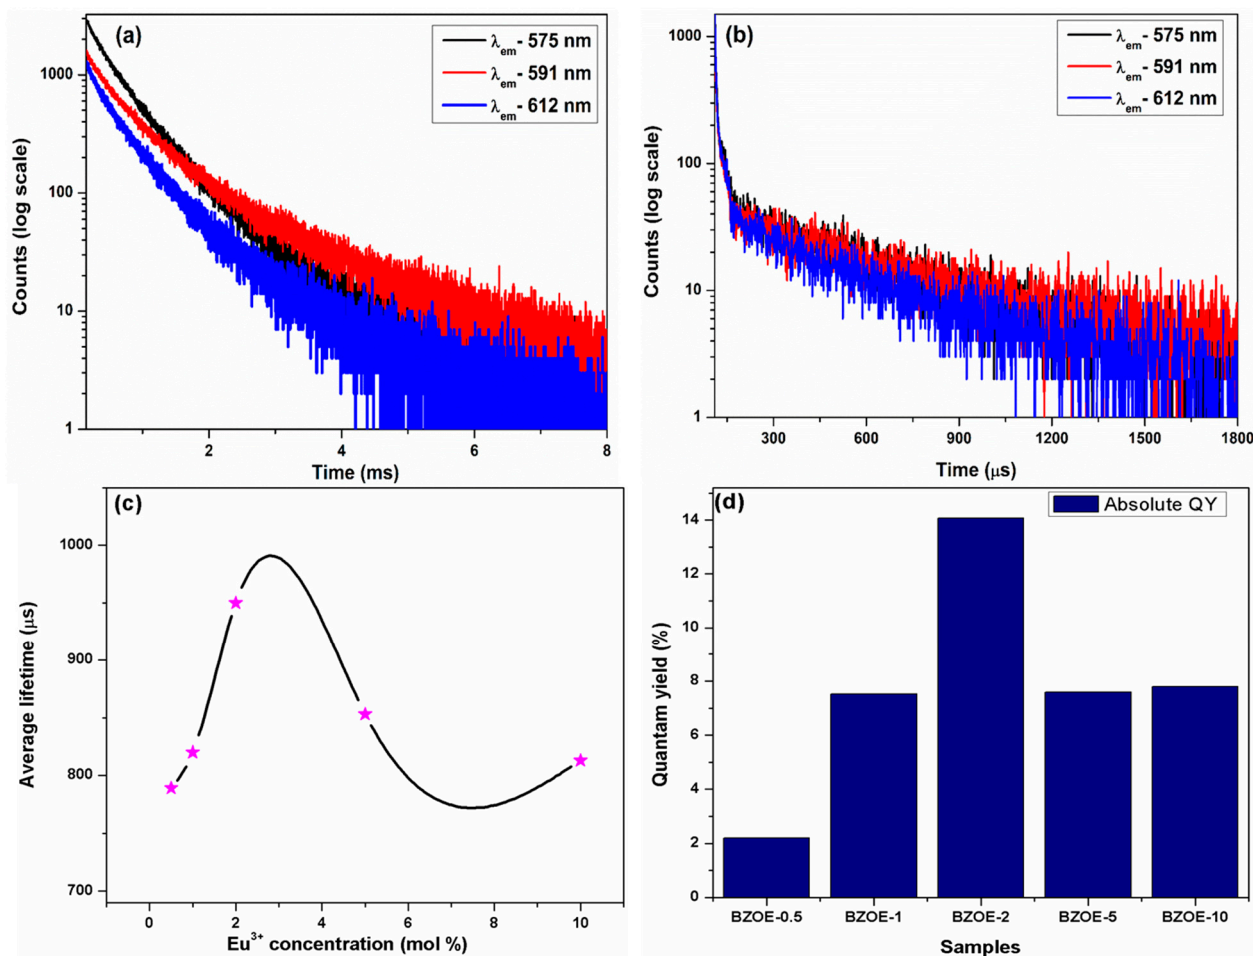 (a)
λem- 575 nm
λem- 591 nm
λem- 612 nm
1000
100
10
1
Counts (log scale)
2
4
6
8
Time (ms)
(b)
λem- 575 nm
λem- 591 nm
λem- 612 nm
1000
100
10
1
Counts (log scale)
300
600
900
1200
1500
1800
Time (μs)
(c)
1000
900
800
700
Average lifetime (μs)
0
2
4
6
8
10
Eu³⁺ concentration (mol %)
(d)
Absolute QY
14
12
10
8
6
4
2
0
Quantam yield (%)
BZOE-0.5
BZOE-1
BZOE-2
BZOE-5
BZOE-10
Samples